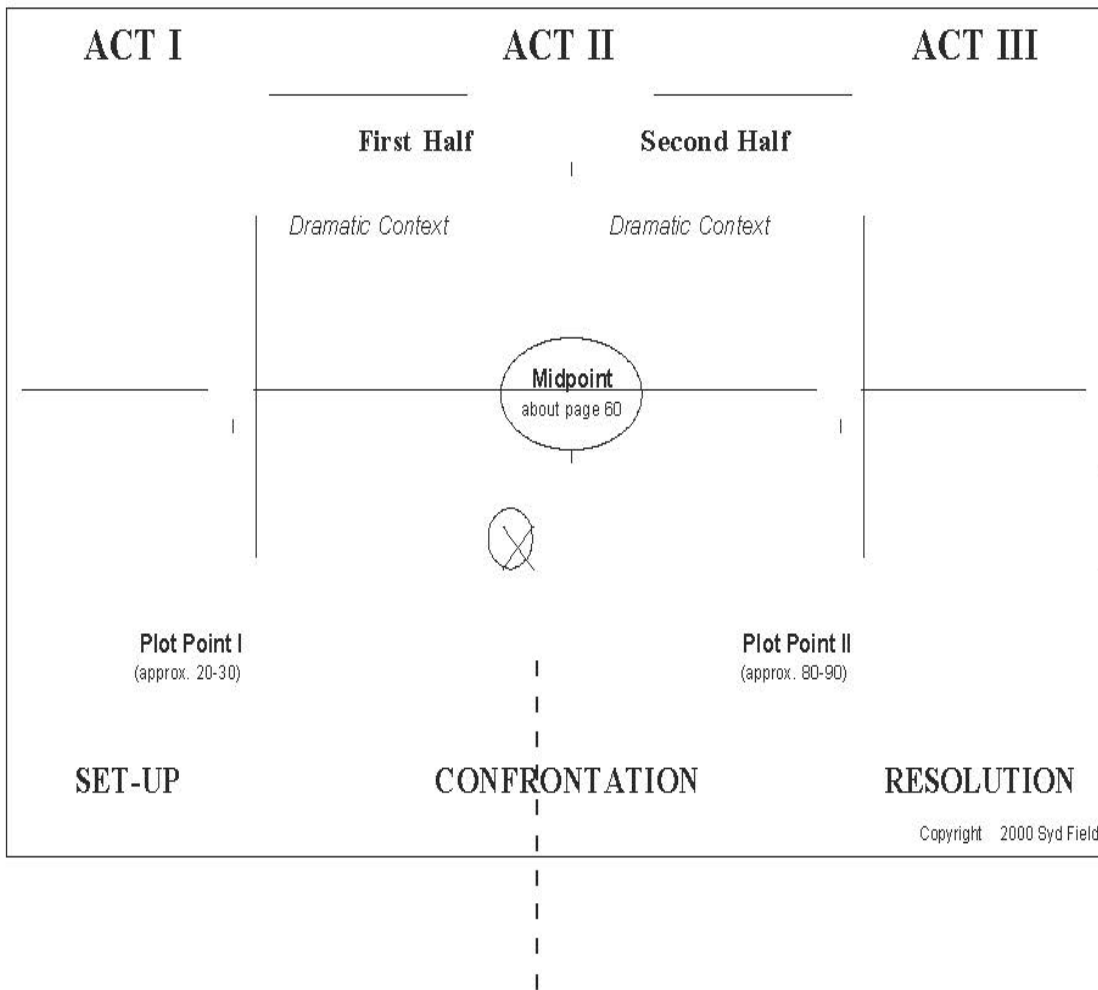 ACT I ACT II ACT III
First Half Second Half
Dramatic Context Dramatic Context
Midpoint
about page 60
Plot Point I Plot Point II
(approx. 20-30) (approx. 80-90)
SET-UP CONFRONTATION RESOLUTION
Copyright 2000 Syd Field